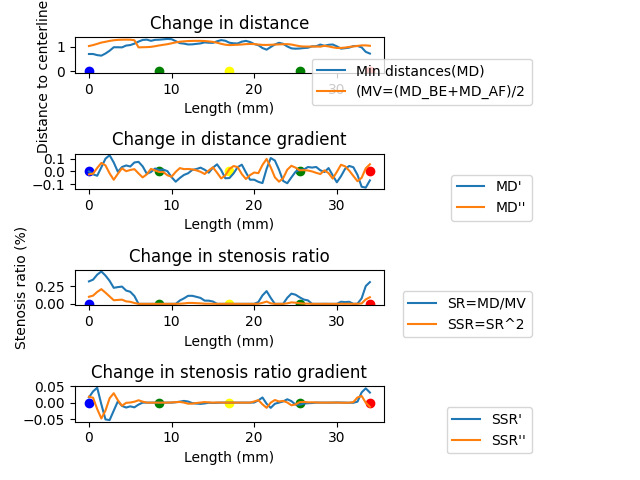 Change in distance
Distance to centerline
1
0
0
10
20
30
Length (mm)
Min distances(MD)
(MV=(MD_BE+MD_AF)/2
Change in distance gradient
0.1
0.0
−0.1
0
10
20
30
Length (mm)
MD'
MD''
Change in stenosis ratio
Stenosis ratio (%)
0.25
0.00
0
10
20
30
Length (mm)
SR=MD/MV
SSR=SR^2
Change in stenosis ratio gradient
0.05
0.00
−0.05
0
10
20
30
Length (mm)
SSR'
SSR''